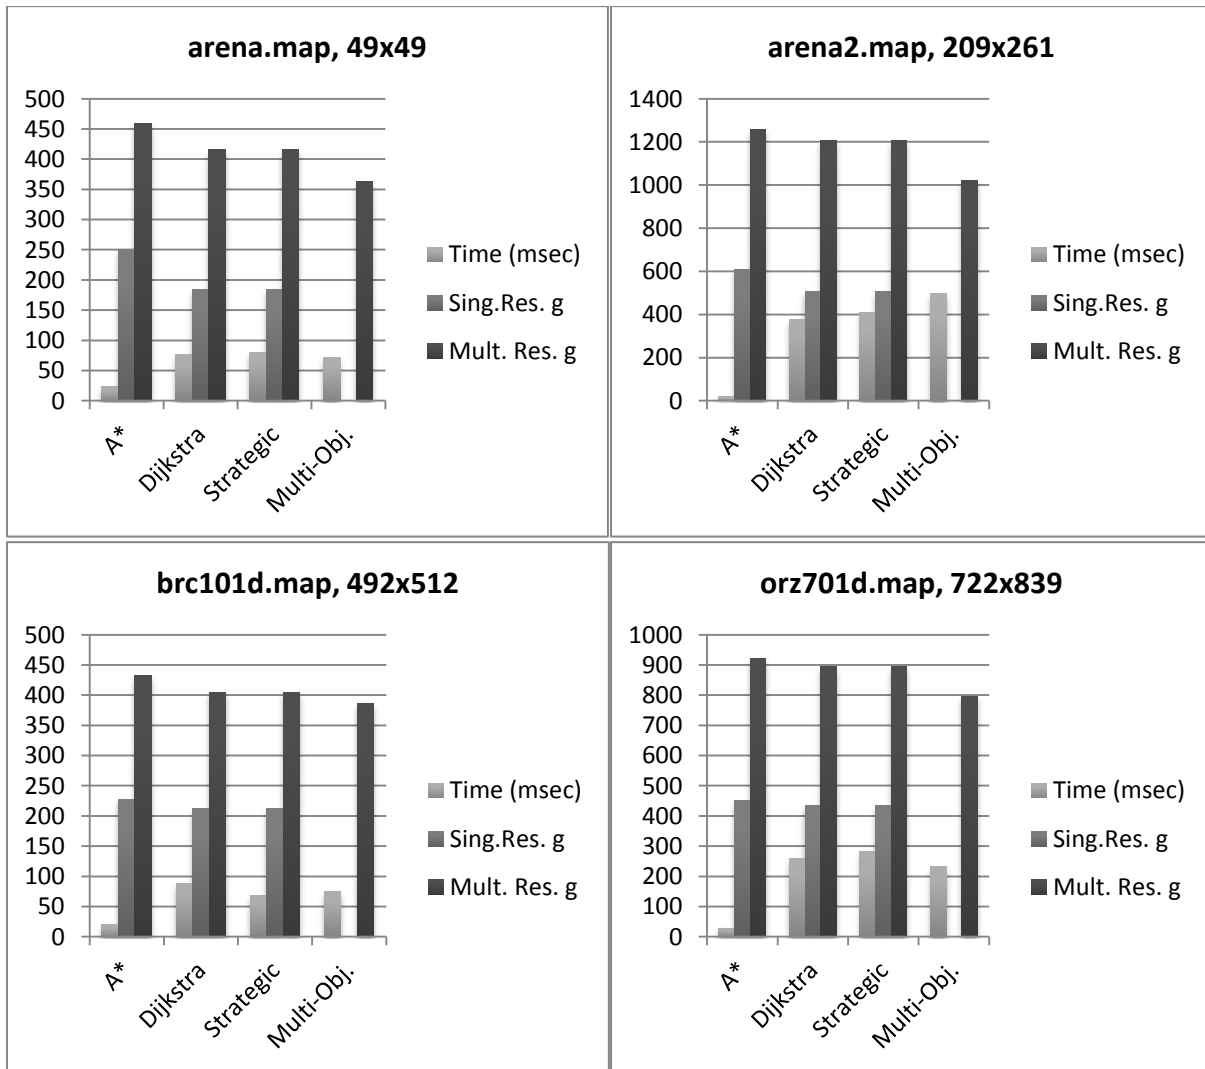 arena.map, 49x49
500
450
400
350
300
250
200
150
100
50
0
A*
Dijkstra
Strategic
Multi-Obj.
Time (msec)
Sing.Res. g
Mult. Res. g
arena2.map, 209x261
1400
1200
1000
800
600
400
200
0
A*
Dijkstra
Strategic
Multi-Obj.
Time (msec)
Sing.Res. g
Mult. Res. g
brc101d.map, 492x512
500
450
400
350
300
250
200
150
100
50
0
A*
Dijkstra
Strategic
Multi-Obj.
Time (msec)
Sing.Res. g
Mult. Res. g
orz701d.map, 722x839
1000
900
800
700
600
500
400
300
200
100
0
A*
Dijkstra
Strategic
Multi-Obj.
Time (msec)
Sing.Res. g
Mult. Res. g